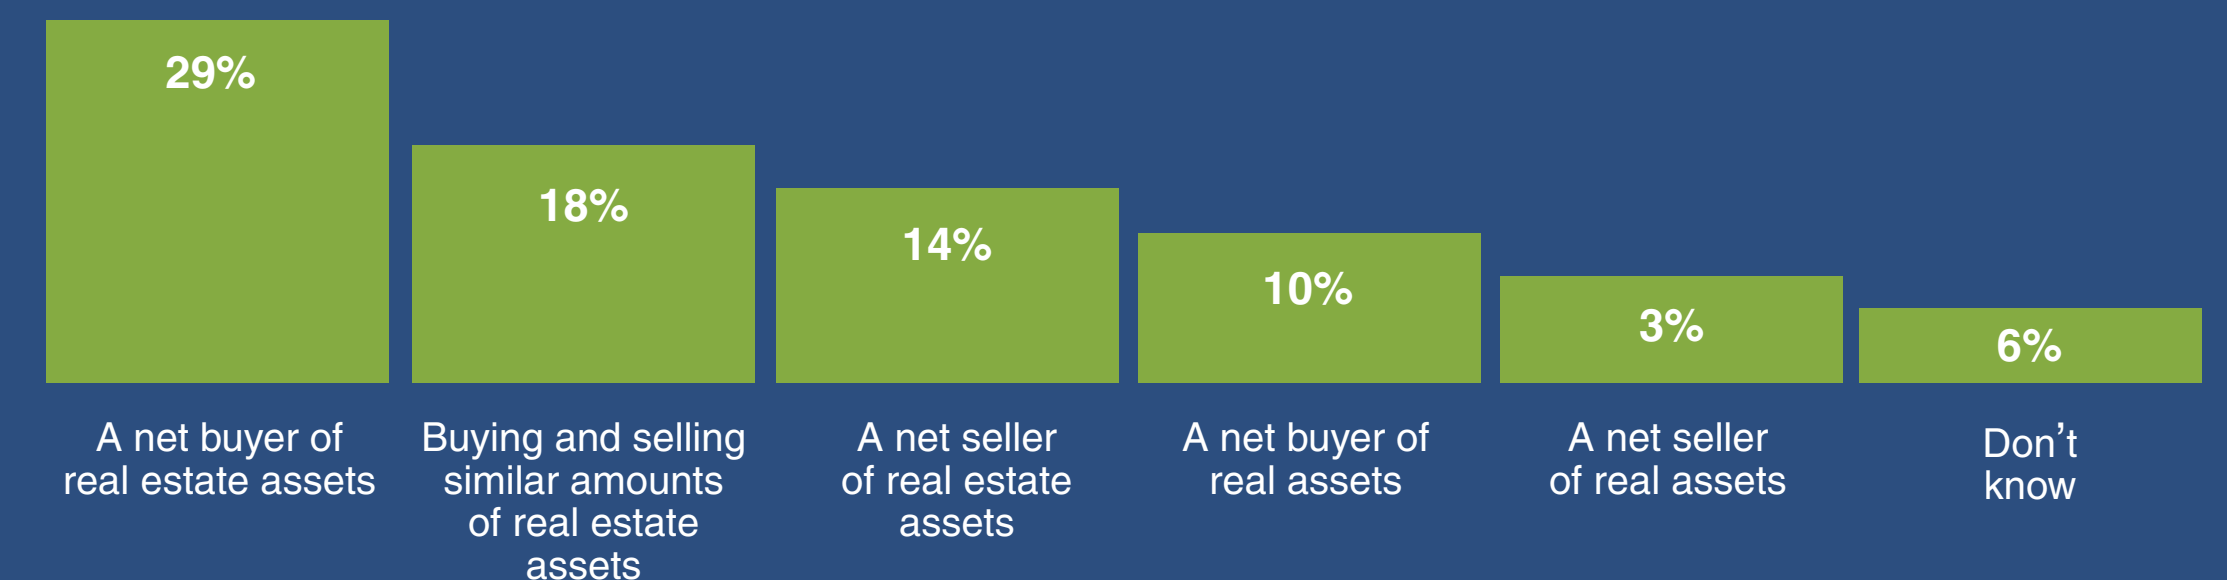 29%
18%
14%
10%
3%
6%
A net buyer of
real estate assets
Buying and selling
similar amounts
of real estate
assets
A net seller
of real estate
assets
A net buyer of
real assets
A net seller
of real assets
Don’t
know